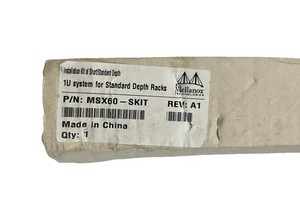 Installation Kit of Short/Standard Depth
1U system for Standard Depth Racks
Mellanox
P/N: MSX60-SKIT
REV: A1
Made in China
Qty: 1